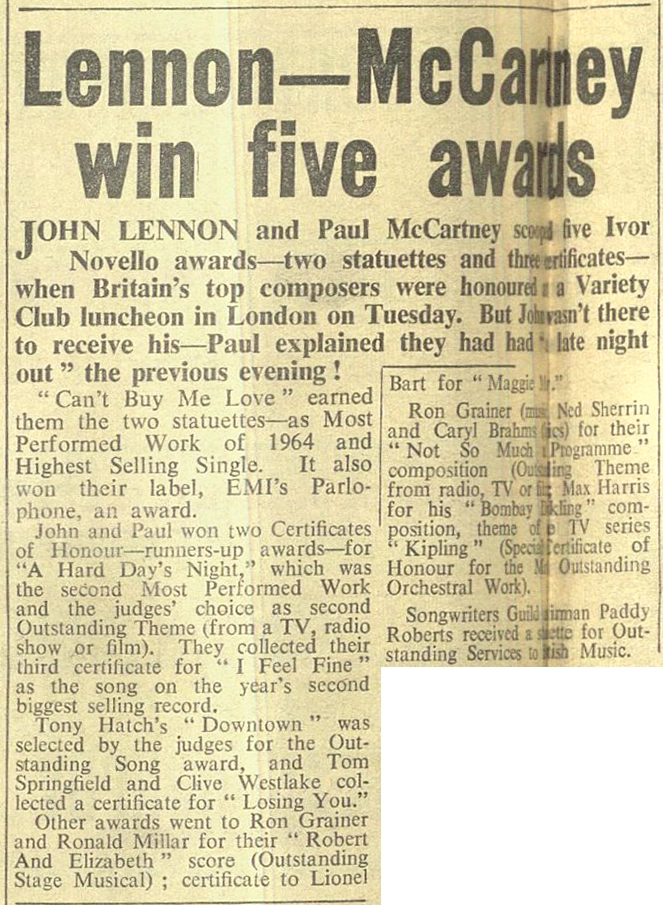 Lennon—McCartney
win five awards
JOHN LENNON and Paul McCartney five Ivor
Novello awards—two statuettes and three certificates—
when Britain's top composers were honoured a Variety
Club luncheon in London on Tuesday. But John wasn't there
to receive his—Paul explained they had had late night
out” the previous evening!
“Can't Buy Me Love” earned
them the two statuettes—as Most
Performed Work of 1964 and
Highest Selling Single. It also
won their label, EMI's Parlo-
phone, an award.
John and Paul won two Certificates
of Honour—runners-up awards—for
“A Hard Day's Night,” which was
the second Most Performed Work
and the judges' choice as second
Outstanding Theme (from a TV, radio
show or film). They collected their
third certificate for “I Feel Fine”
as the song on the year's second
biggest selling record.
Tony Hatch's “Downtown” was
selected by the judges for the Out-
standing Song award, and Tom
Springfield and Clive Westlake col-
lected a certificate for “Losing You.”
Other awards went to Ron Grainer
and Ronald Millar for their “Robert
And Elizabeth” score (Outstanding
Stage Musical); certificate to Lionel
Bart for “Maggie
Ron Grainer Ned Sherrin
and Caryl Brahms for their
“Not So Much Programme”
composition Theme
from radio, TV or Max Harris
for his “Bombay com-
position, theme TV series
“Kipling” (Special Certificate of
Honour for the Outstanding
Orchestral Work).
Songwriters Guild Paddy
Roberts received a for Out-
standing Services to Music.